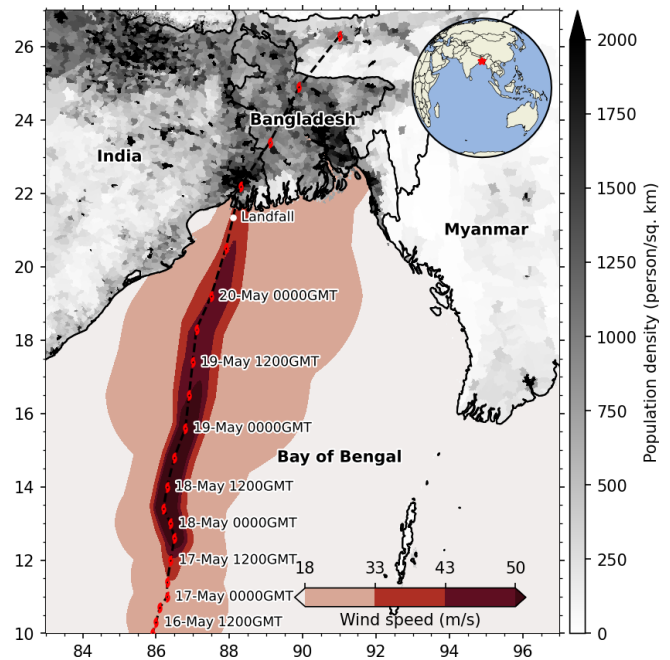 26
24
22
20
18
16
14
12
10
84
86
88
90
92
94
96
India
Bangladesh
Myanmar
Landfall
20-May 0000GMT
19-May 1200GMT
19-May 0000GMT
Bay of Bengal
18-May 1200GMT
18-May 0000GMT
17-May 1200GMT
17-May 0000GMT
16-May 1200GMT
18 33 43 50
Wind speed (m/s)
2000
1750
1500
1250
1000
750
500
250
0
Population density (person/sq. km)